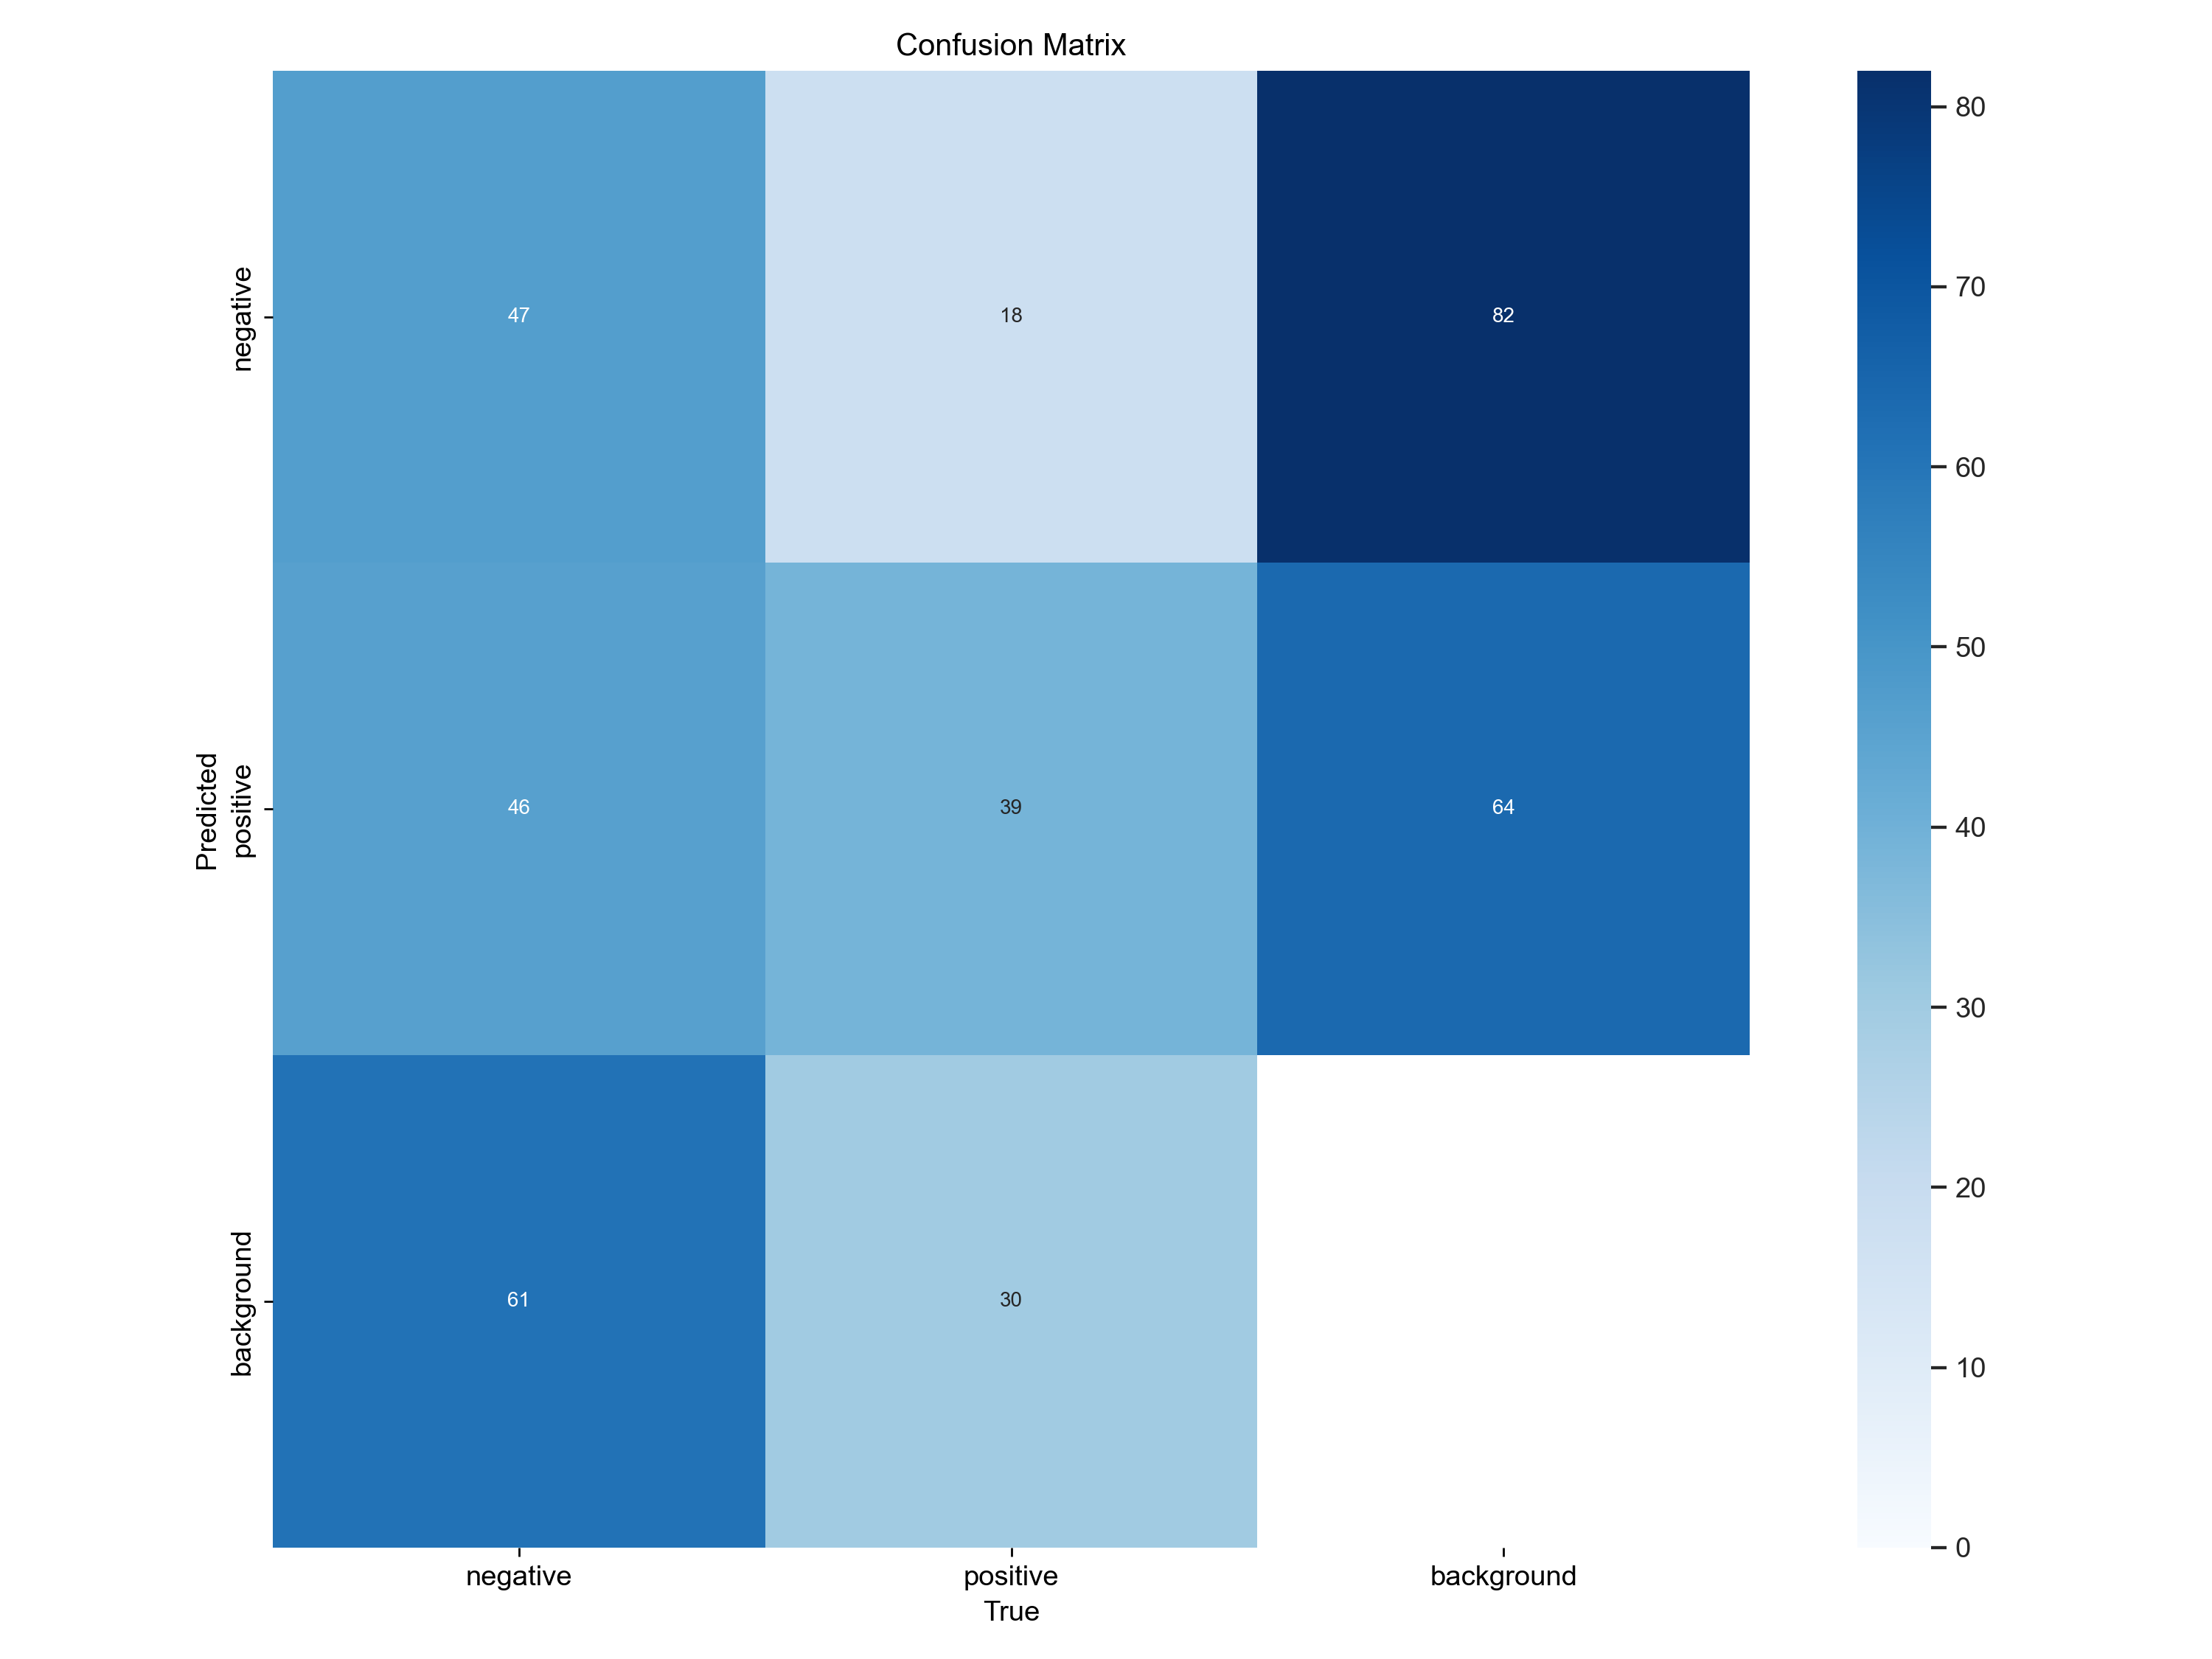 Confusion Matrix
80
70
60
50
40
30
20
10
0
Predicted
negative
47
18
82
positive
46
39
64
background
61
30
negative
positive
background
True